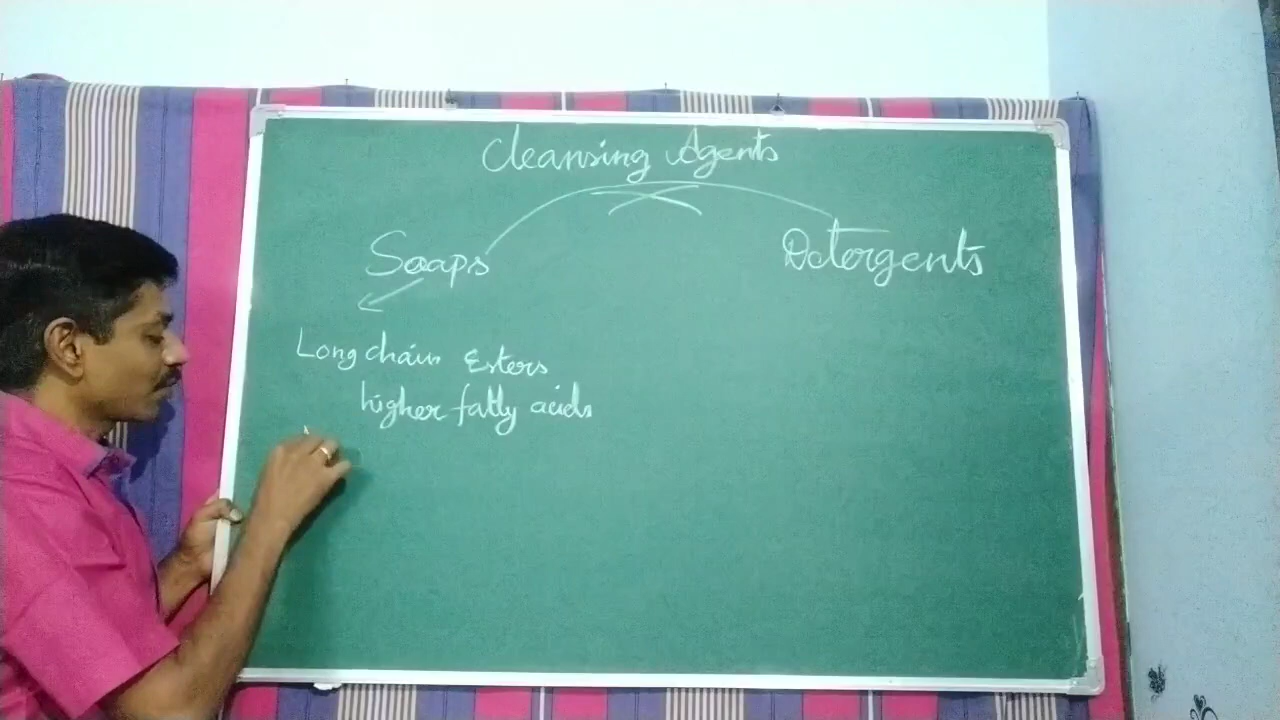 Cleansing Agents
Soaps
Detergents
Long chain Esters
higher fatty acids